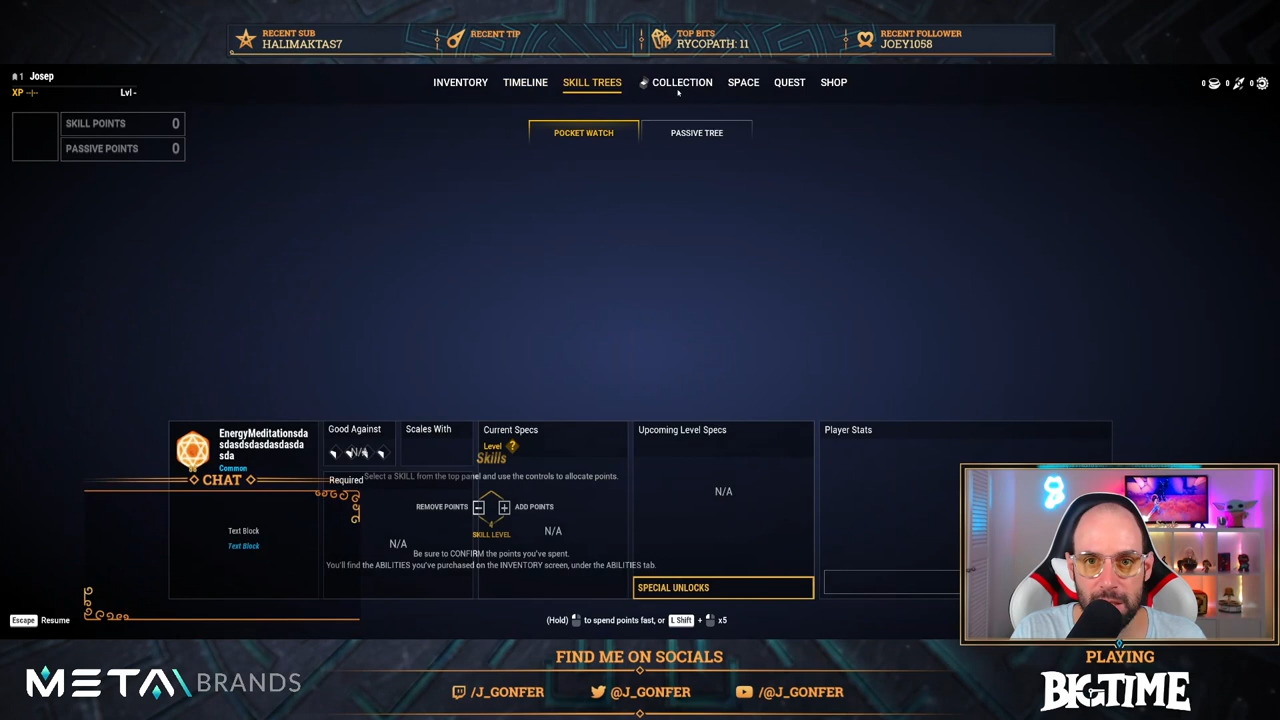 RECENT SUB
HALIMAKTAS7
RECENT TIP
TOP BITS
RYCOPATH: 11
RECENT FOLLOWER
JOEY1058
1 Josep
XP
Lvl -
INVENTORY
TIMELINE
SKILL TREES
COLLECTION
SPACE
QUEST
SHOP
0
0
0
SKILL POINTS 0
PASSIVE POINTS 0
POCKET WATCH
PASSIVE TREE
EnergyMeditationsda
sdasdsdasdasdasda
sda
Common
CHAT
Text Block
Text Block
Good Against
N/A
Scales With
Required
N/A
Current Specs
Level ?
Skills
Select a SKILL from the top panel and use the controls to allocate points.
REMOVE POINTS
ADD POINTS
4
SKILL LEVEL
N/A
Be sure to CONFIRM the points you've spent.
You'll find the ABILITIES you've purchased on the INVENTORY screen, under the ABILITIES tab.
Upcoming Level Specs
N/A
SPECIAL UNLOCKS
Player Stats
Escape Resume
(Hold) to spend points fast, or L Shift + x5
FIND ME ON SOCIALS
/J_GONFER
@J_GONFER
/@J_GONFER
META BRANDS
PLAYING
BIGTIME